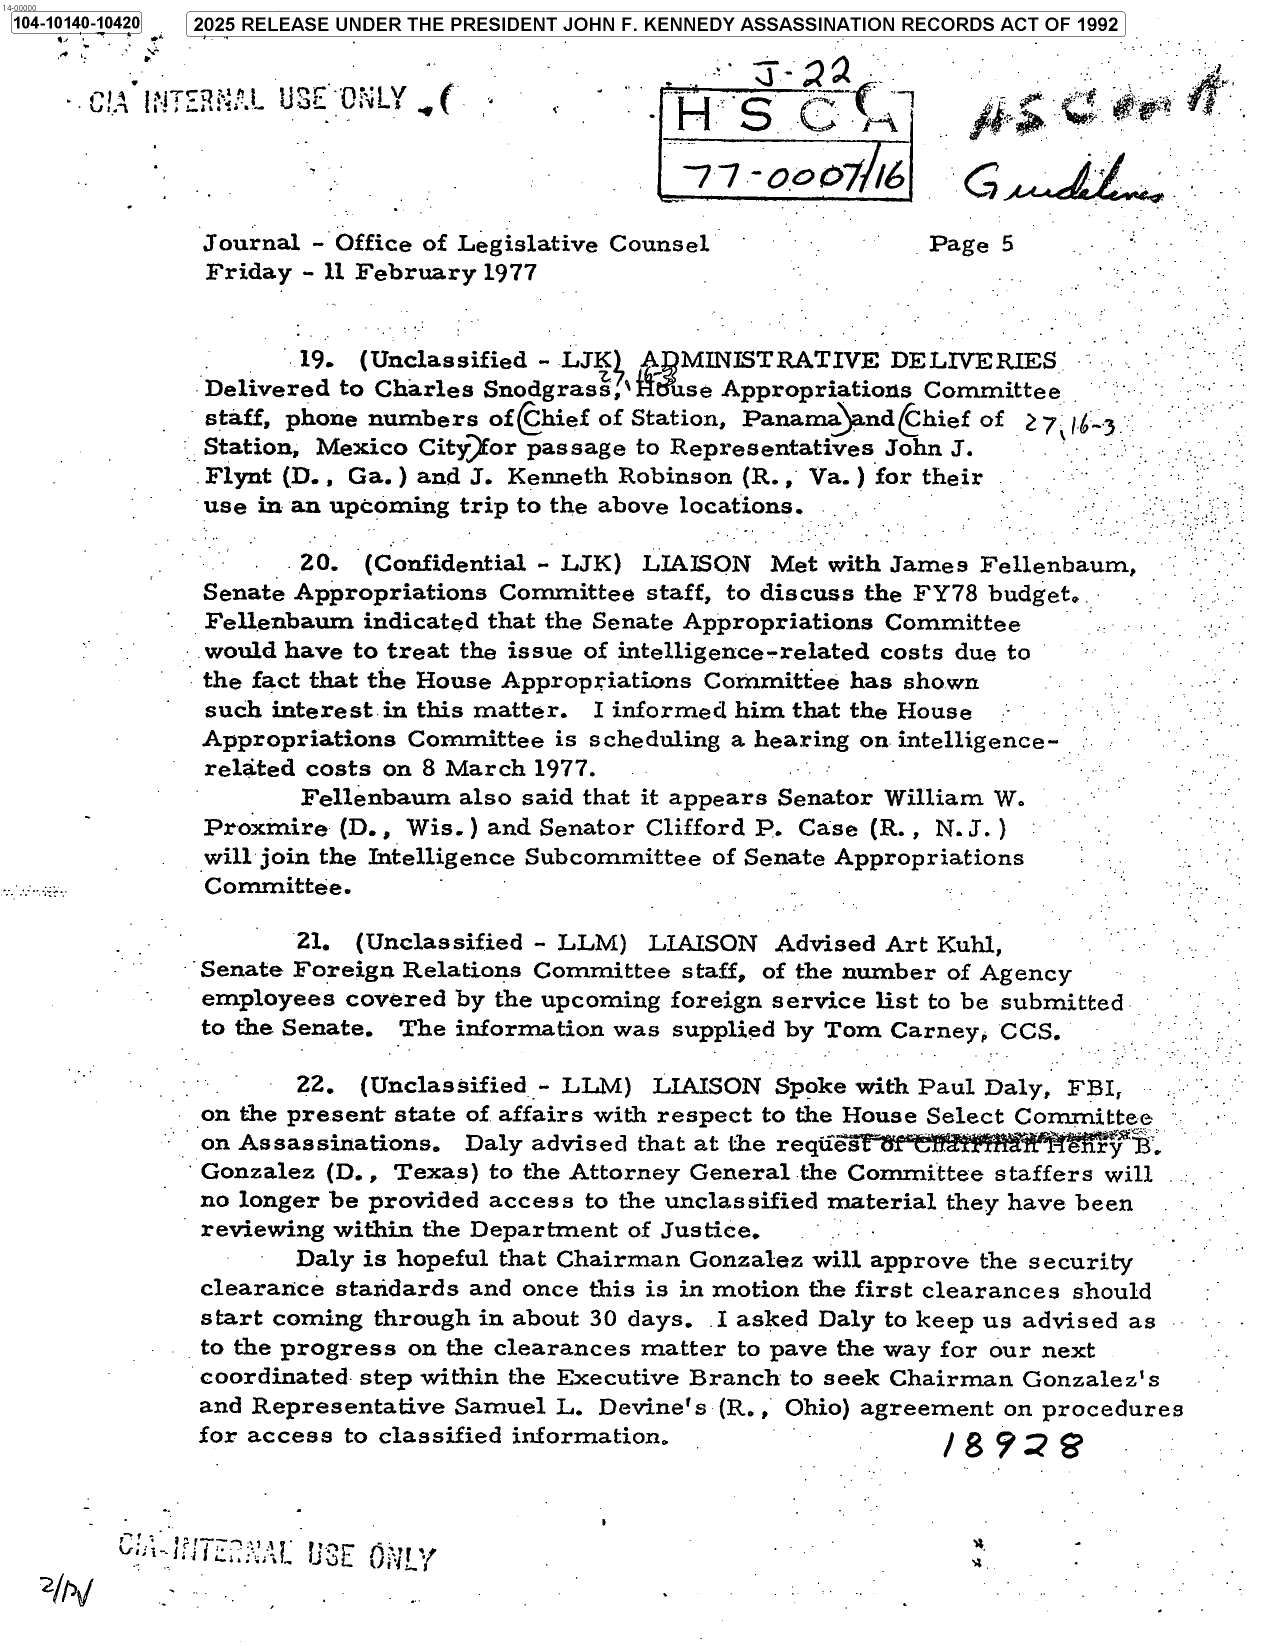 14-00000
104-10140-10420
2025 RELEASE UNDER THE PRESIDENT JOHN F. KENNEDY ASSASSINATION RECORDS ACT OF 1992
CIA INTERNAL USE ONLY
J-22
HSCA
77-0007/16
HSCA
Guidelines
Journal - Office of Legislative Counsel Page 5
Friday - 11 February 1977
19. (Unclassified - LJK) ADMINISTRATIVE DELIVERIES
27, 16-3
Delivered to Charles Snodgrass, House Appropriations Committee
staff, phone numbers of (Chief of Station, Panama) and (Chief of 27, 16-3
Station, Mexico City) for passage to Representatives John J.
Flynt (D., Ga.) and J. Kenneth Robinson (R., Va.) for their
use in an upcoming trip to the above locations.
20. (Confidential - LJK) LIAISON Met with James Fellenbaum,
Senate Appropriations Committee staff, to discuss the FY78 budget.
Fellenbaum indicated that the Senate Appropriations Committee
would have to treat the issue of intelligence-related costs due to
the fact that the House Appropriations Committee has shown
such interest in this matter. I informed him that the House
Appropriations Committee is scheduling a hearing on intelligence-
related costs on 8 March 1977.
Fellenbaum also said that it appears Senator William W.
Proxmire (D., Wis.) and Senator Clifford P. Case (R., N.J.)
will join the Intelligence Subcommittee of Senate Appropriations
Committee.
21. (Unclassified - LLM) LIAISON Advised Art Kuhl,
Senate Foreign Relations Committee staff, of the number of Agency
employees covered by the upcoming foreign service list to be submitted
to the Senate. The information was supplied by Tom Carney, CCS.
22. (Unclassified - LLM) LIAISON Spoke with Paul Daly, FBI,
on the present state of affairs with respect to the House Select Committee
on Assassinations. Daly advised that at the request of Chairman Henry B.
Gonzalez (D., Texas) to the Attorney General the Committee staffers will
no longer be provided access to the unclassified material they have been
reviewing within the Department of Justice.
Daly is hopeful that Chairman Gonzalez will approve the security
clearance standards and once this is in motion the first clearances should
start coming through in about 30 days. I asked Daly to keep us advised as
to the progress on the clearances matter to pave the way for our next
coordinated step within the Executive Branch to seek Chairman Gonzalez's
and Representative Samuel L. Devine's (R., Ohio) agreement on procedures
for access to classified information.
18928
CIA INTERNAL USE ONLY